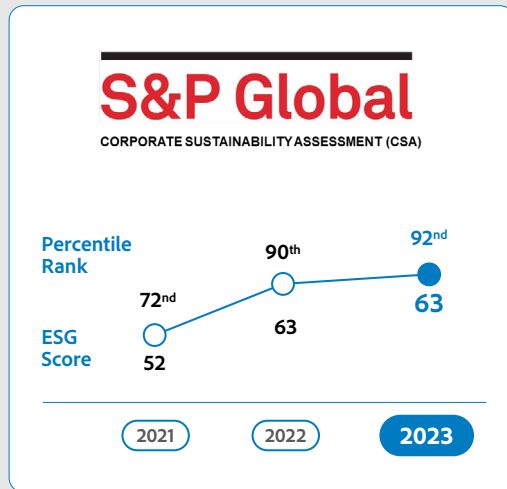 S&P Global
CORPORATE SUSTAINABILITY ASSESSMENT (CSA)
Percentile
Rank
72nd
90th
92nd
ESG
Score
52
63
63
2021
2022
2023